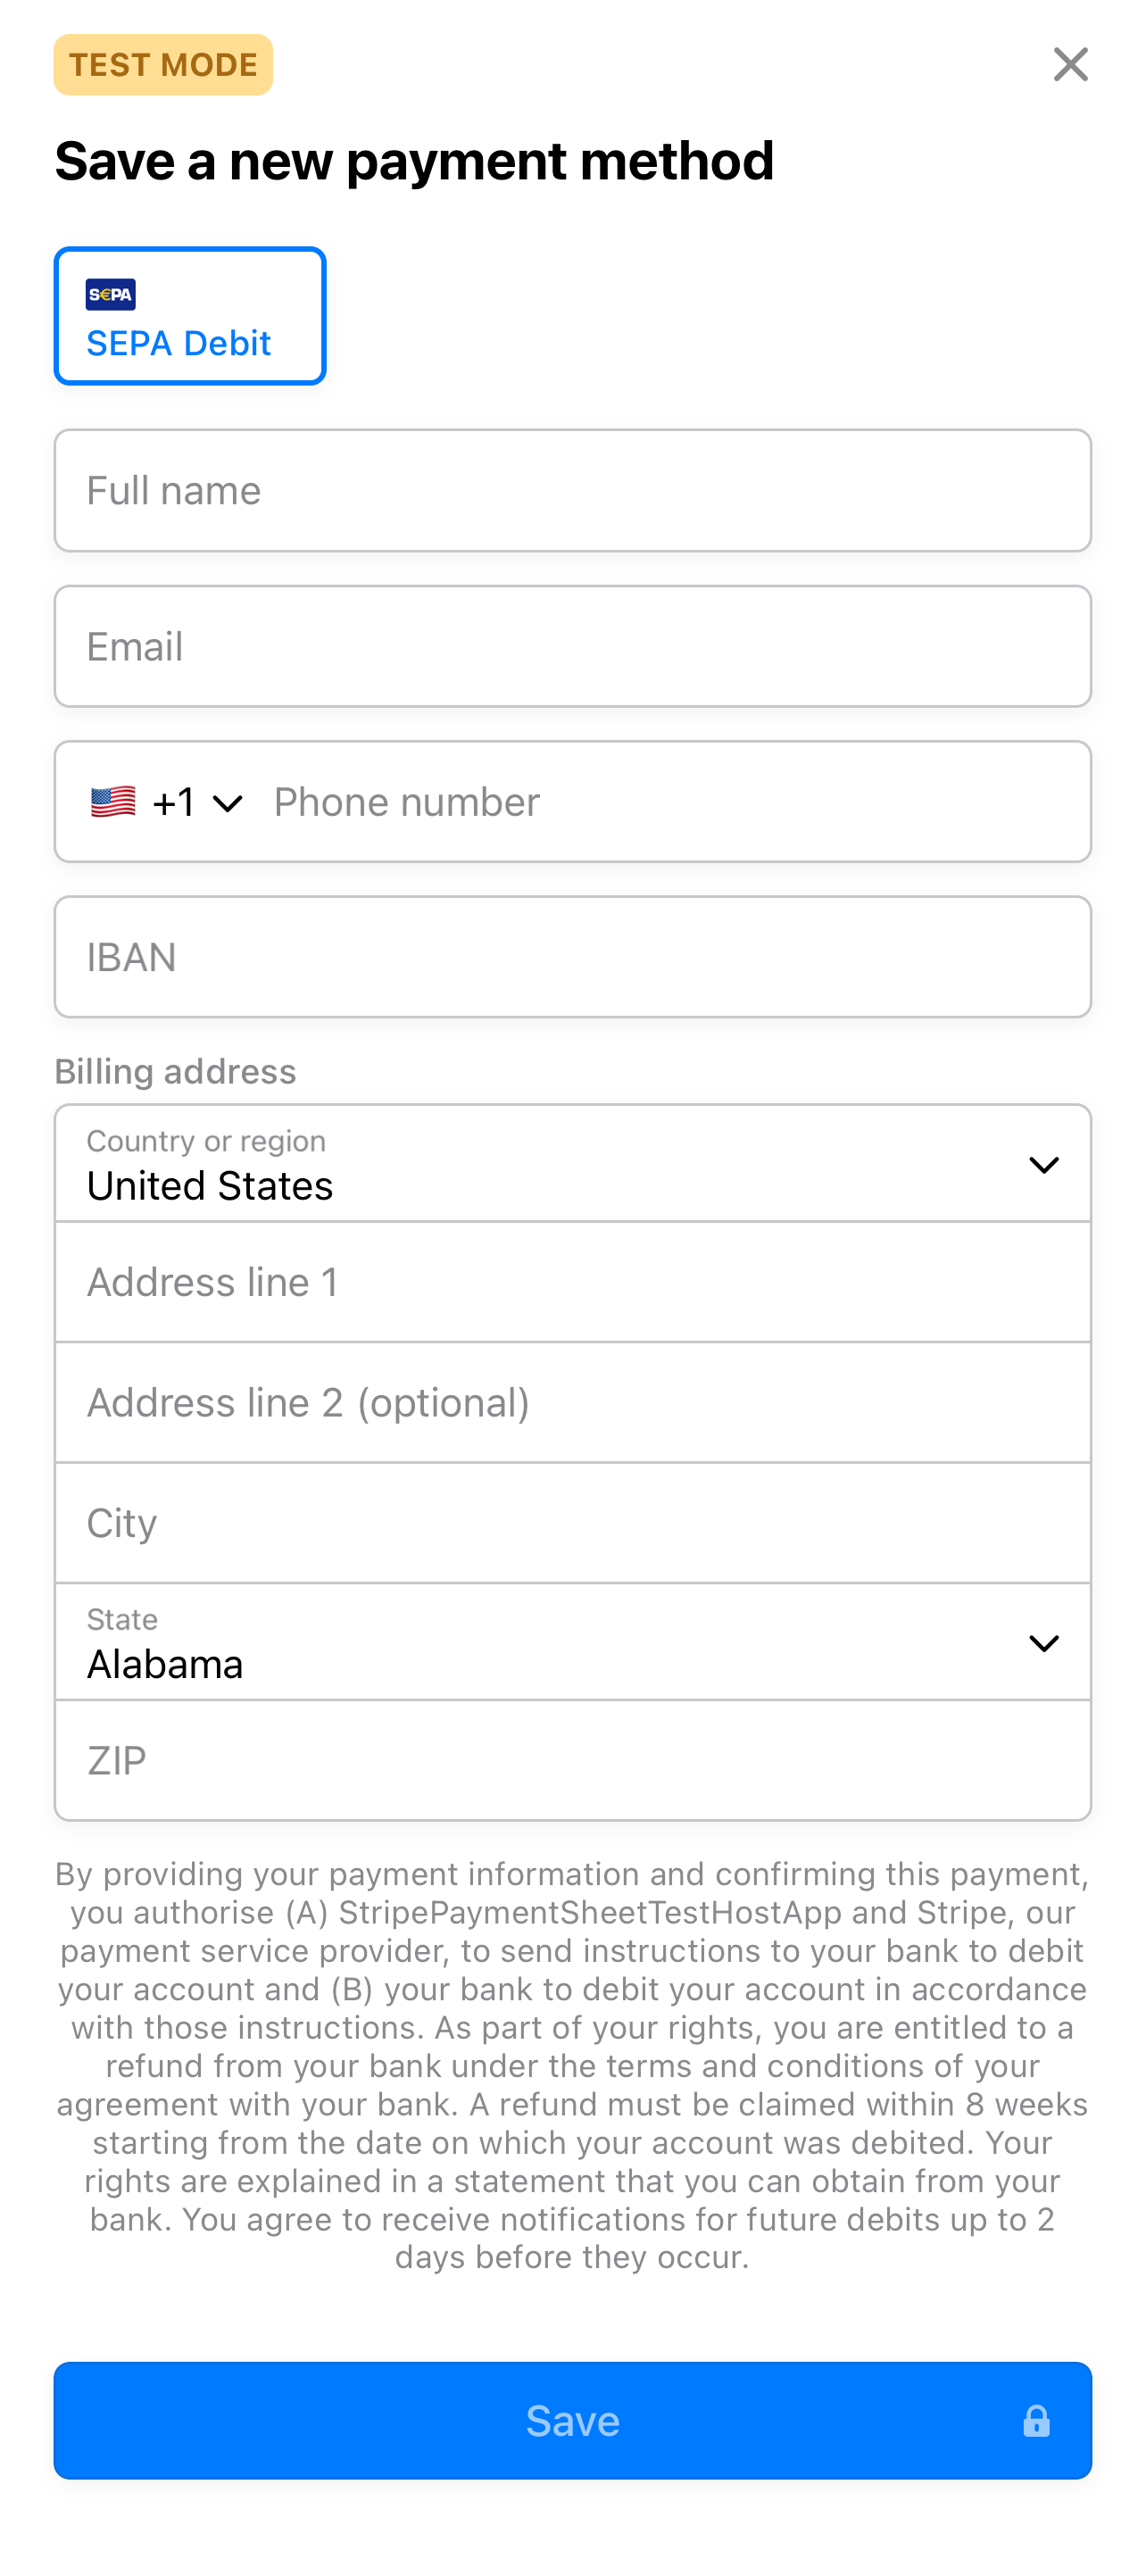 TEST MODE
Save a new payment method
S€PA
SEPA Debit
Full name
Email
+1 Phone number
IBAN
Billing address
Country or region
United States
Address line 1
Address line 2 (optional)
City
State
Alabama
ZIP
By providing your payment information and confirming this payment,
you authorise (A) StripePaymentSheetTestHostApp and Stripe, our
payment service provider, to send instructions to your bank to debit
your account and (B) your bank to debit your account in accordance
with those instructions. As part of your rights, you are entitled to a
refund from your bank under the terms and conditions of your
agreement with your bank. A refund must be claimed within 8 weeks
starting from the date on which your account was debited. Your
rights are explained in a statement that you can obtain from your
bank. You agree to receive notifications for future debits up to 2
days before they occur.
Save